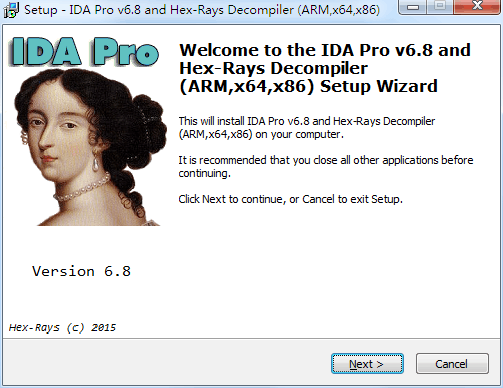 Setup - IDA Pro v6.8 and Hex-Rays Decompiler (ARM,x64,x86)
IDA Pro
Welcome to the IDA Pro v6.8 and
Hex-Rays Decompiler
(ARM,x64,x86) Setup Wizard
This will install IDA Pro v6.8 and Hex-Rays Decompiler
(ARM,x64,x86) on your computer.
It is recommended that you close all other applications before
continuing.
Click Next to continue, or Cancel to exit Setup.
Version 6.8
Hex-Rays (c) 2015
Next >
Cancel